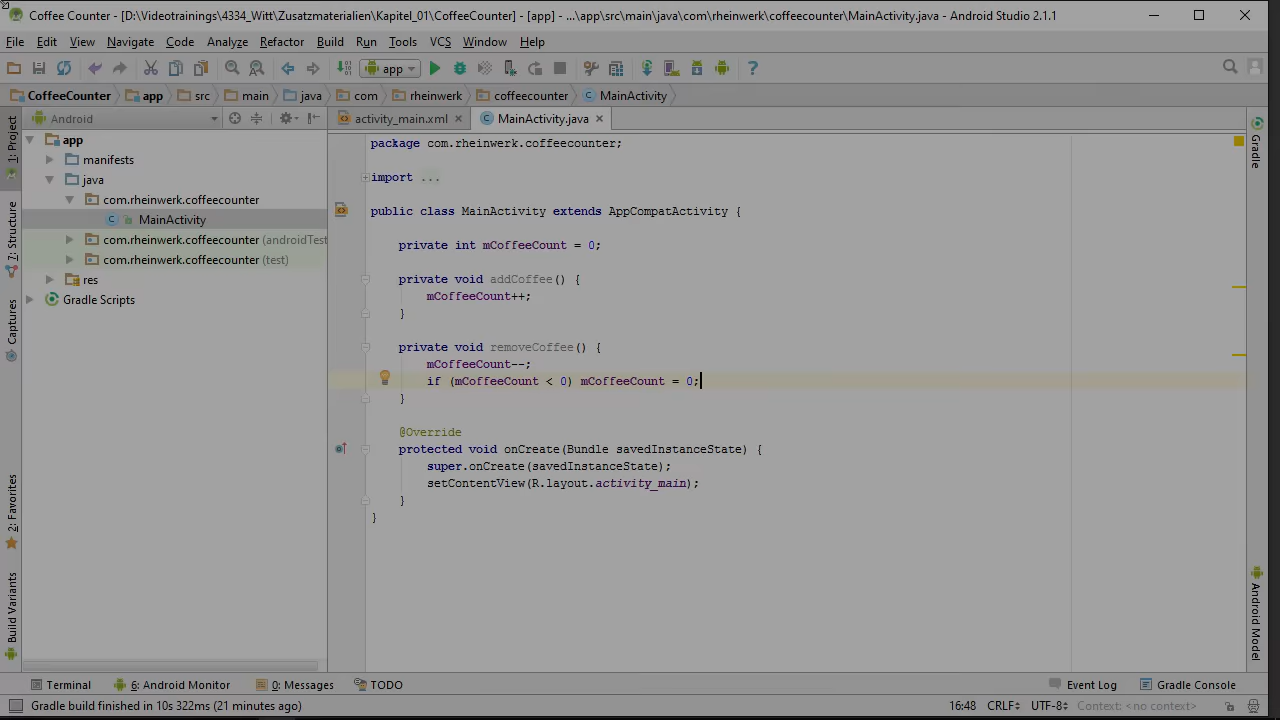 Coffee Counter - [D:\Videotrainings\4334_Witt\Zusatzmaterialien\Kapitel_01\CoffeeCounter] - [app] - ...\app\src\main\java\com\rheinwerk\coffeecounter\MainActivity.java - Android Studio 2.1.1
File Edit View Navigate Code Analyze Refactor Build Run Tools VCS Window Help
app
CoffeeCounter app src main java com rheinwerk coffeecounter MainActivity
Android
activity_main.xml MainActivity.java
1: Project
7: Structure
Captures
2: Favorites
Build Variants
app
manifests
java
com.rheinwerk.coffeecounter
MainActivity
com.rheinwerk.coffeecounter (androidTest
com.rheinwerk.coffeecounter (test)
res
Gradle Scripts
package com.rheinwerk.coffeecounter;
import ...
public class MainActivity extends AppCompatActivity {
private int mCoffeeCount = 0;
private void addCoffee() {
mCoffeeCount++;
}
private void removeCoffee() {
mCoffeeCount--;
if (mCoffeeCount < 0) mCoffeeCount = 0;
}
@Override
protected void onCreate(Bundle savedInstanceState) {
super.onCreate(savedInstanceState);
setContentView(R.layout.activity_main);
}
}
Gradle
Android Model
Terminal 6: Android Monitor 0: Messages TODO Event Log Gradle Console
Gradle build finished in 10s 322ms (21 minutes ago) 16:48 CRLF UTF-8 Context: <no context>